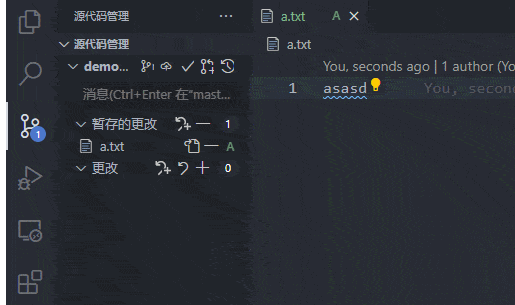 源代码管理 ···
源代码管理
demo...
消息(Ctrl+Enter 在"mast...
暂存的更改 1
a.txt A
更改 0
1
a.txt A
a.txt
You, seconds ago | 1 author (Yo
1 asasd You, secon